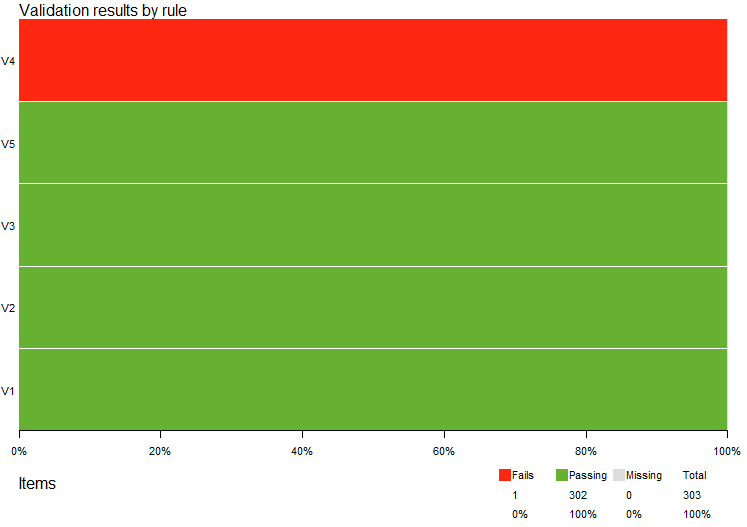 Validation results by rule
V4
V5
V3
V2
V1
0% 20% 40% 60% 80% 100%
Items
Fails Passing Missing Total
1 302 0 303
0% 100% 0% 100%